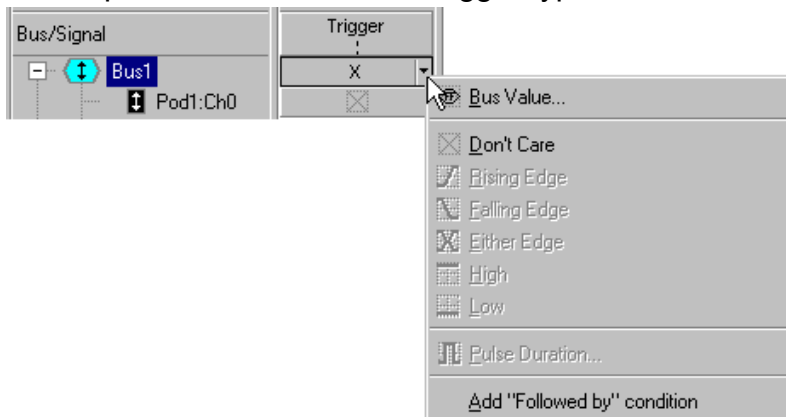 Bus/Signal
Trigger
Bus1
X
Pod1:Ch0
Bus Value...
Don't Care
Rising Edge
Falling Edge
Either Edge
High
Low
Pulse Duration...
Add "Followed by" condition